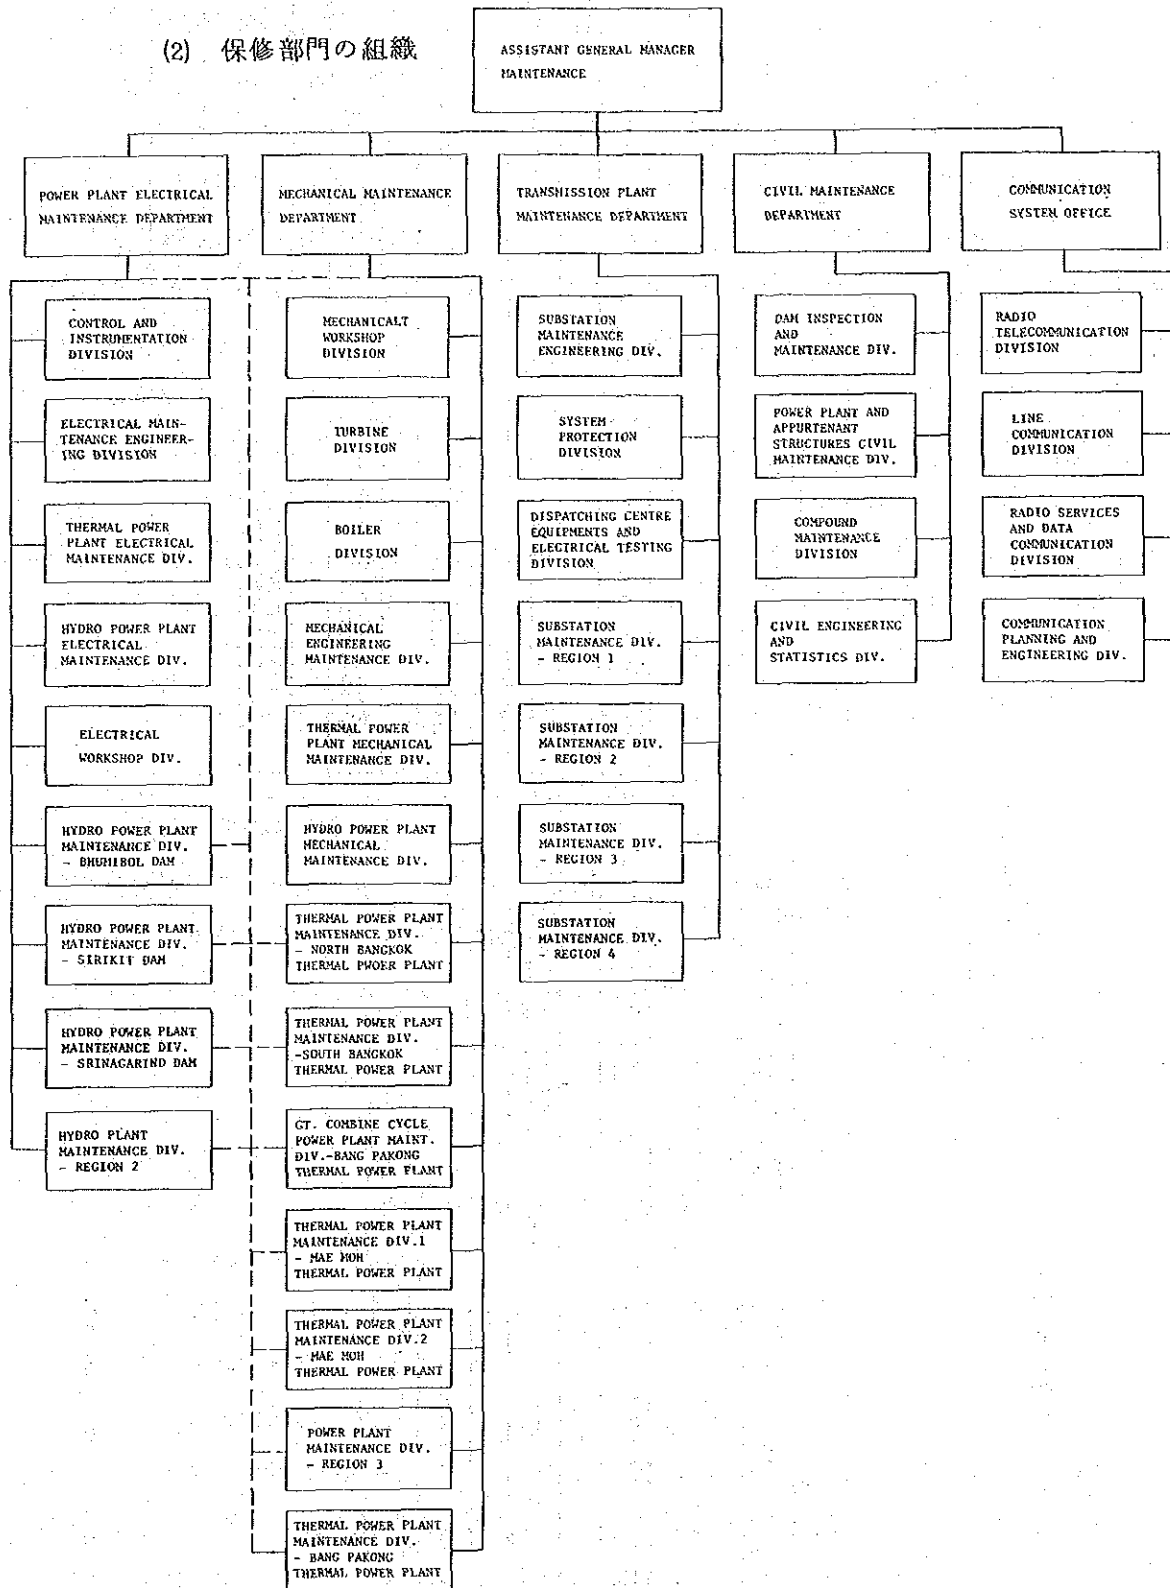 (2) 保修部門の組織
ASSISTANT GENERAL MANAGER
MAINTENANCE
POWER PLANT ELECTRICAL
MAINTENANCE DEPARTMENT
MECHANICAL MAINTENANCE
DEPARTMENT
TRANSMISSION PLANT
MAINTENANCE DEPARTMENT
CIVIL MAINTENANCE
DEPARTMENT
COMMUNICATION
SYSTEM OFFICE
CONTROL AND
INSTRUMENTATION
DIVISION
ELECTRICAL MAIN-
TENANCE ENGINEER-
ING DIVISION
THERMAL POWER
PLANT ELECTRICAL
MAINTENANCE DIV.
HYDRO POWER PLANT
ELECTRICAL
MAINTENANCE DIV.
ELECTRICAL
WORKSHOP DIV.
HYDRO POWER PLANT
MAINTENANCE DIV.
- BHUMIBOL DAM
HYDRO POWER PLANT
MAINTENANCE DIV.
- SIRIKIT DAM
HYDRO POWER PLANT
MAINTENANCE DIV.
- SRINAGARIND DAM
HYDRO PLANT
MAINTENANCE DIV.
- REGION 2
MECHANICALT
WORKSHOP
DIVISION
TURBINE
DIVISION
BOILER
DIVISION
MECHANICAL
ENGINEERING
MAINTENANCE DIV.
THERMAL POWER
PLANT MECHANICAL
MAINTENANCE DIV.
HYDRO POWER PLANT
MECHANICAL
MAINTENANCE DIV.
THERMAL POWER PLANT
MAINTENANCE DIV.
- NORTH BANGKOK
THERMAL PWOER PLANT
THERMAL POWER PLANT
MAINTENANCE DIV.
-SOUTH BANGKOK
THERMAL POWER PLANT
GT. COMBINE CYCLE
POWER PLANT MAINT.
DIV.-BANG PAKONG
THERMAL POWER PLANT
THERMAL POWER PLANT
MAINTENANCE DIV.1
- MAE MOH
THERMAL POWER PLANT
THERMAL POWER PLANT
MAINTENANCE DIV.2
- MAE MOH
THERMAL POWER PLANT
POWER PLANT
MAINTENANCE DIV.
- REGION 3
THERMAL POWER PLANT
MAINTENANCE DIV.
- BANG PAKONG
THERMAL POWER PLANT
SUBSTATION
MAINTENANCE
ENGINEERING DIV.
SYSTEM
PROTECTION
DIVISION
DISPATCHING CENTRE
EQUIPMENTS AND
ELECTRICAL TESTING
DIVISION
SUBSTATION
MAINTENANCE DIV.
- REGION 1
SUBSTATION
MAINTENANCE DIV.
- REGION 2
SUBSTATION
MAINTENANCE DIV.
- REGION 3
SUBSTATION
MAINTENANCE DIV.
- REGION 4
DAM INSPECTION
AND
MAINTENANCE DIV.
POWER PLANT AND
APPURTENANT
STRUCTURES CIVIL
MAINTENANCE DIV.
COMPOUND
MAINTENANCE
DIVISION
CIVIL ENGINEERING
AND
STATISTICS DIV.
RADIO
TELECOMMUNICATION
DIVISION
LINE
COMMUNICATION
DIVISION
RADIO SERVICES
AND DATA
COMMUNICATION
DIVISION
COMMUNICATION
PLANNING AND
ENGINEERING DIV.